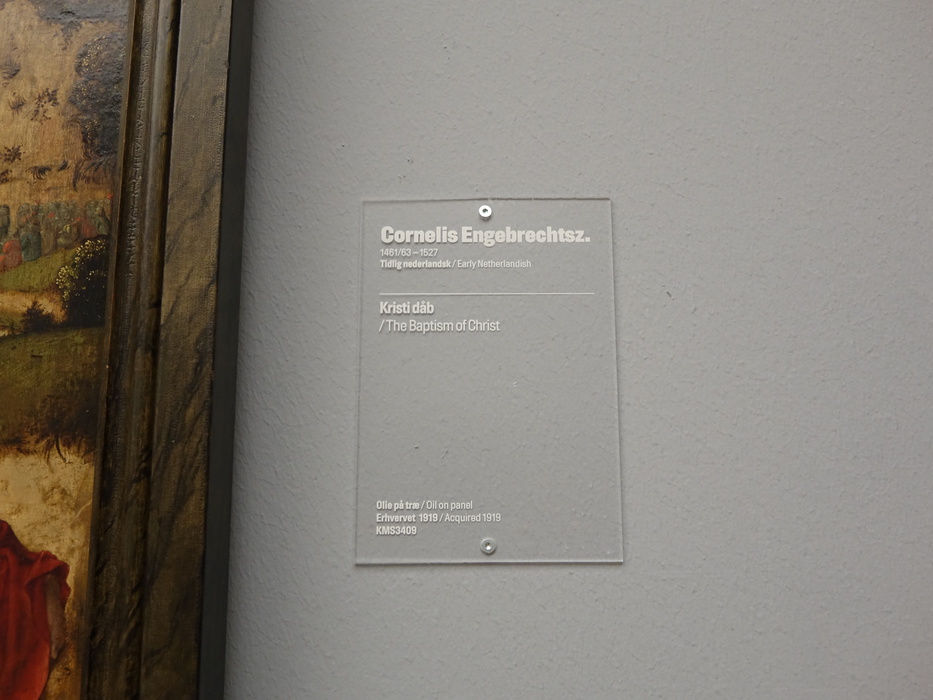 Cornelis Engebrechtsz.
1461/63 – 1527
Tidlig nederlandsk / Early Netherlandish
Kristi dåb
/ The Baptism of Christ
Olie på træ / Oil on panel
Erhvervet 1919 / Acquired 1919
KMS3409